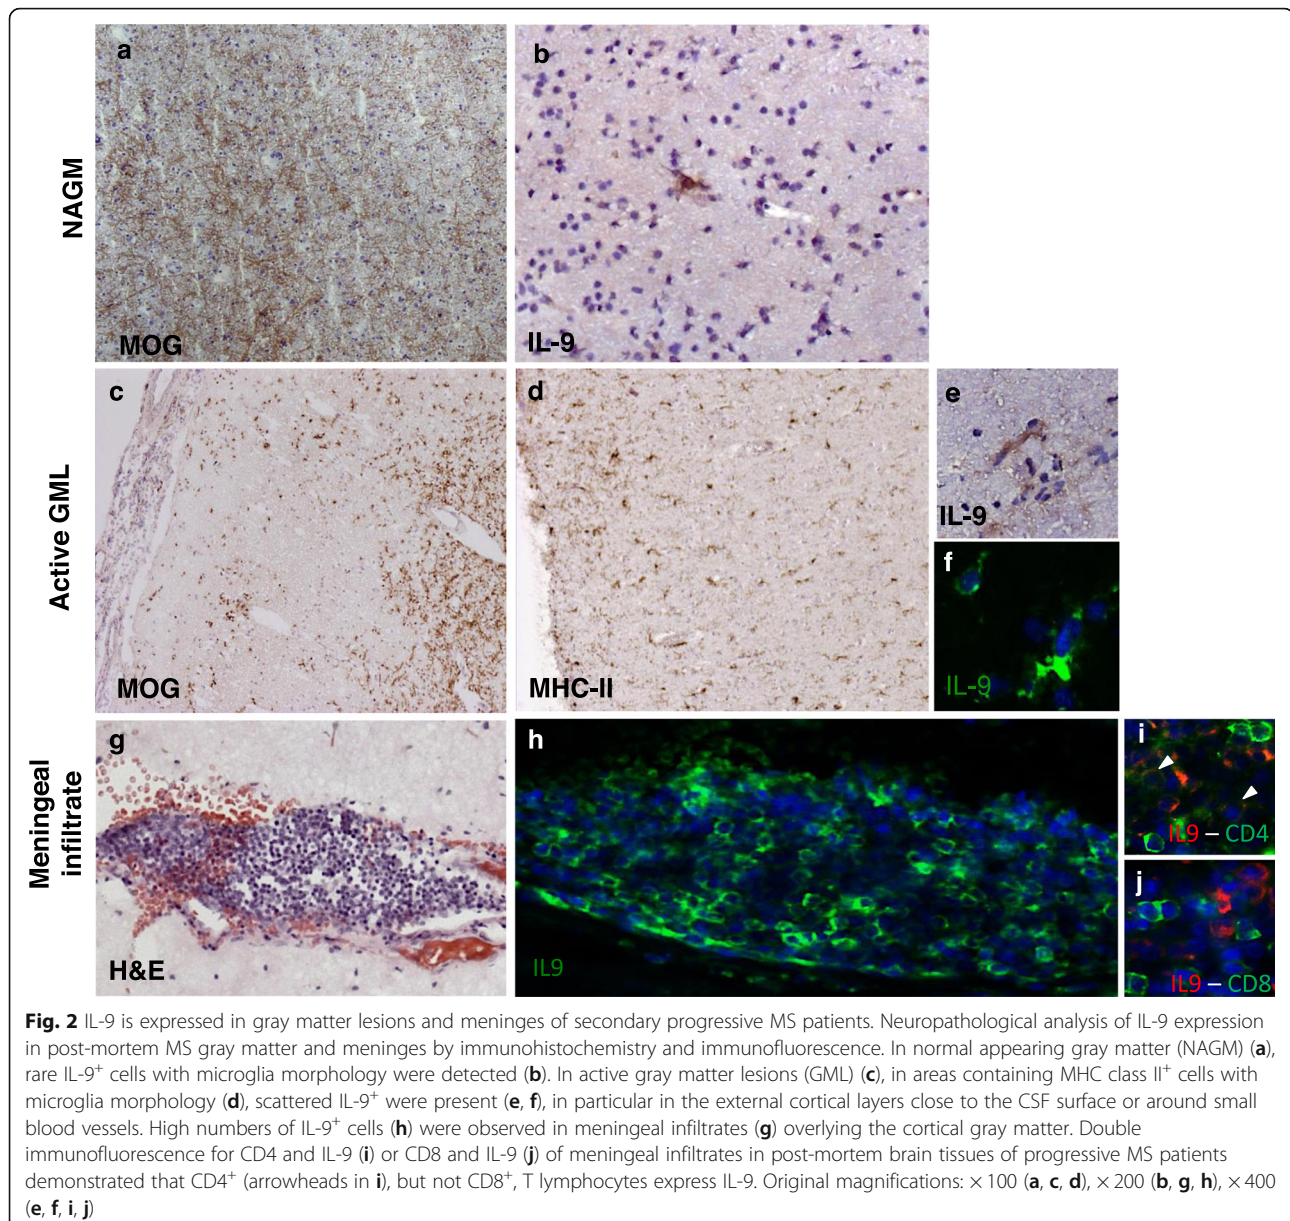 a
b
NAGM
MOG
IL-9
c
d
e
IL-9
Active GML
f
MOG
MHC-II
IL-9
g
h
i
Meningeal
infiltrate
IL9 – CD4
j
H&E
IL9
IL9 – CD8
Fig. 2 IL-9 is expressed in gray matter lesions and meninges of secondary progressive MS patients. Neuropathological analysis of IL-9 expression
in post-mortem MS gray matter and meninges by immunohistochemistry and immunofluorescence. In normal appearing gray matter (NAGM) (a),
rare IL-9⁺ cells with microglia morphology were detected (b). In active gray matter lesions (GML) (c), in areas containing MHC class II⁺ cells with
microglia morphology (d), scattered IL-9⁺ were present (e, f), in particular in the external cortical layers close to the CSF surface or around small
blood vessels. High numbers of IL-9⁺ cells (h) were observed in meningeal infiltrates (g) overlying the cortical gray matter. Double
immunofluorescence for CD4 and IL-9 (i) or CD8 and IL-9 (j) of meningeal infiltrates in post-mortem brain tissues of progressive MS patients
demonstrated that CD4⁺ (arrowheads in i), but not CD8⁺, T lymphocytes express IL-9. Original magnifications: × 100 (a, c, d), × 200 (b, g, h), × 400
(e, f, i, j)